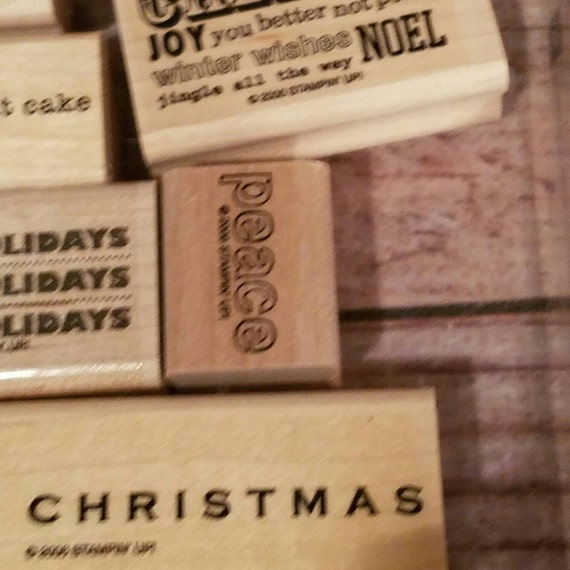 JOY you better not
winter wishes NOEL
jingle all the way
© 2006 STAMPIN' UP!
t cake
LIDAYS
LIDAYS
LIDAYS
UP!
peace
STAMPIN' UP!
CHRISTMAS
© 2006 STAMPIN' UP!